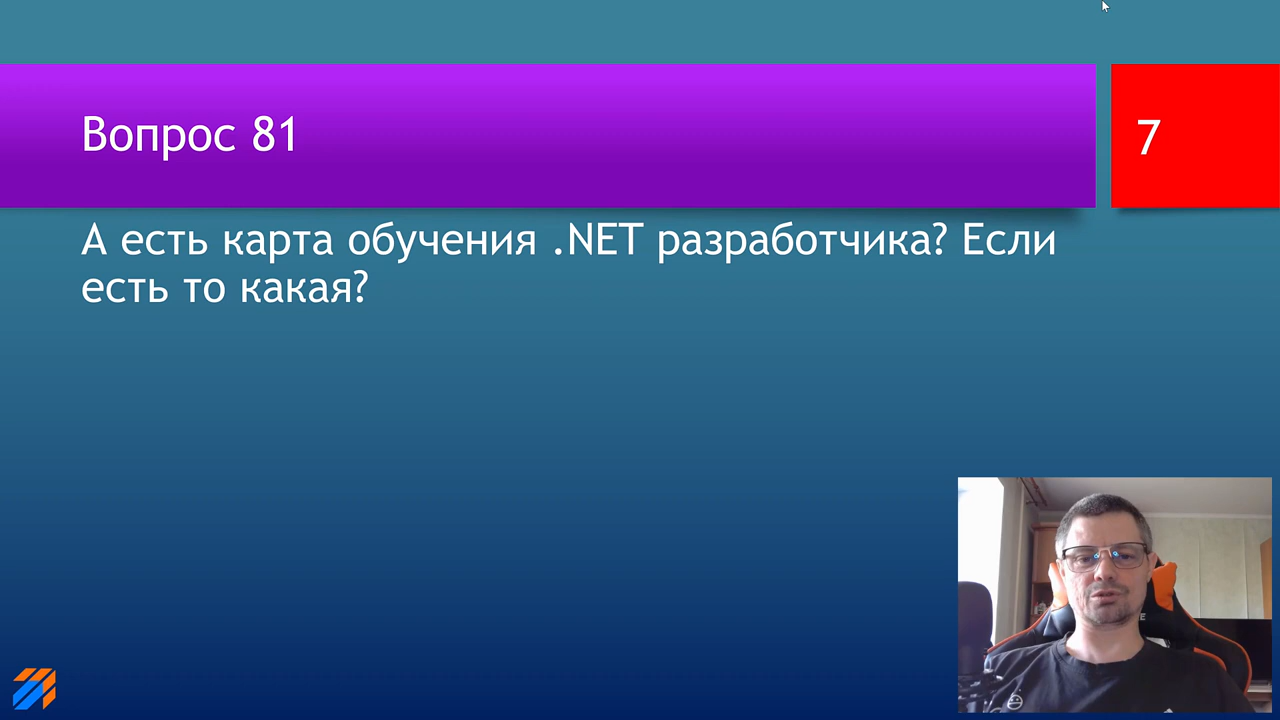 Вопрос 81
7
А есть карта обучения .NET разработчика? Если
есть то какая?